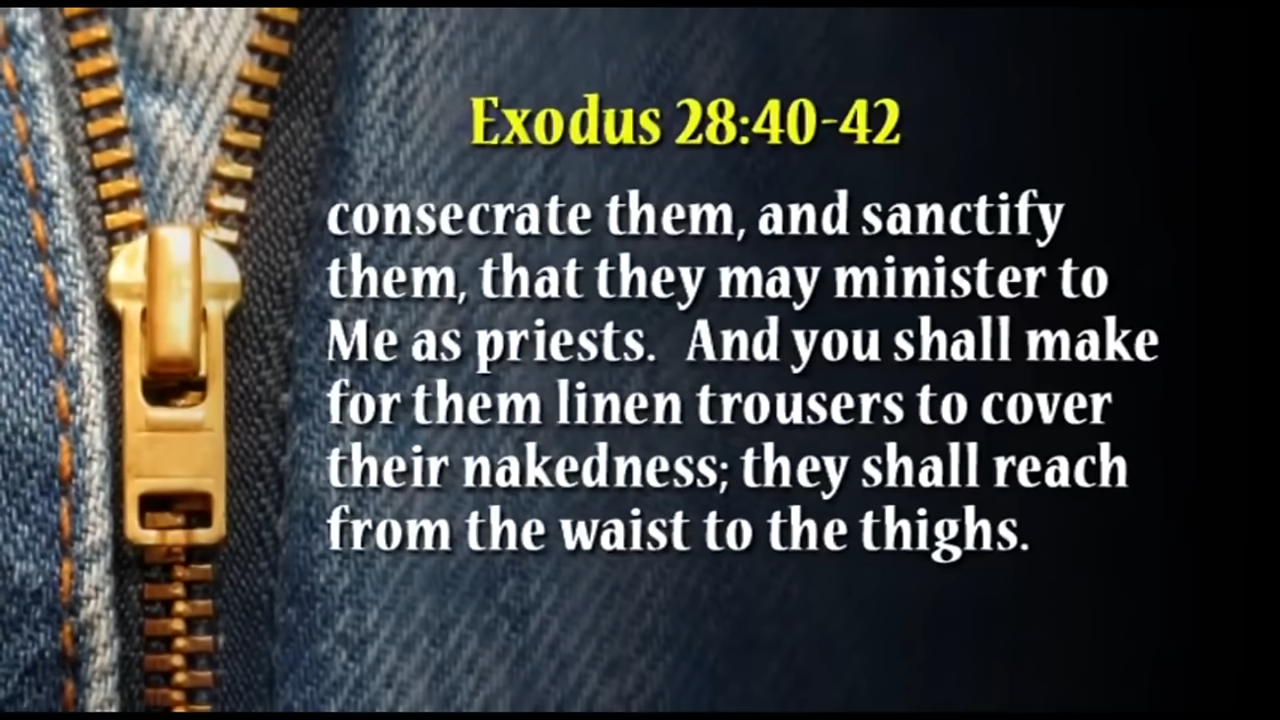 Exodus 28:40-42
consecrate them, and sanctify
them, that they may minister to
Me as priests.  And you shall make
for them linen trousers to cover
their nakedness; they shall reach
from the waist to the thighs.